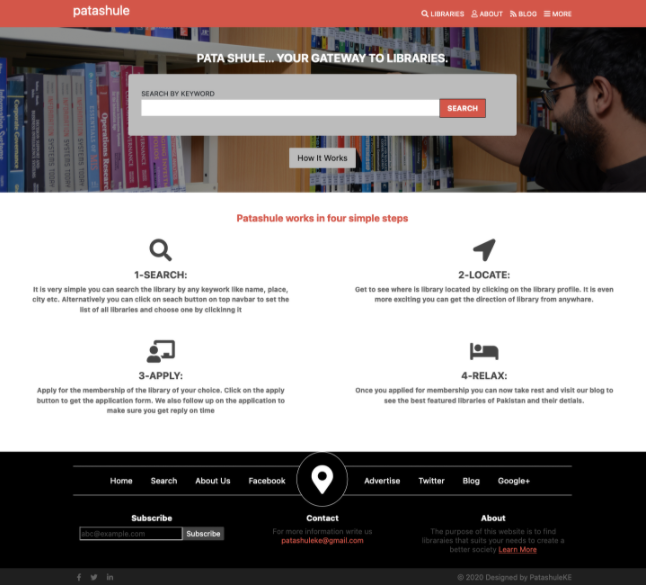 patashule
LIBRARIES ABOUT BLOG MORE
PATA SHULE... YOUR GATEWAY TO LIBRARIES.
SEARCH BY KEYWORD
SEARCH
How It Works
Patashule works in four simple steps
1-SEARCH:
It is very simple you can search the library by any keywork like name, place,
city etc. Alternatively you can click on seach button on top navbar to set the
list of all libraries and choose one by clickinng it
2-LOCATE:
Get to see where is library located by clicking on the library profile. It is even
more exciting you can get the direction of library from anywhare.
3-APPLY:
Apply for the membership of the library of your choice. Click on the apply
button to get the application form. We also follow up on the application to
make sure you get reply on time
4-RELAX:
Once you applied for membership you can now take rest and visit our blog to
see the best featured libraries of Pakistan and their detials.
Home Search About Us Facebook Advertise Twitter Blog Google+
Subscribe
abc@example.com Subscribe
Contact
For more information write us
patashuleke@gmail.com
About
The purpose of this website is to find
libraraies that suits your needs to create a
better society Learn More
© 2020 Designed by PatashuleKE